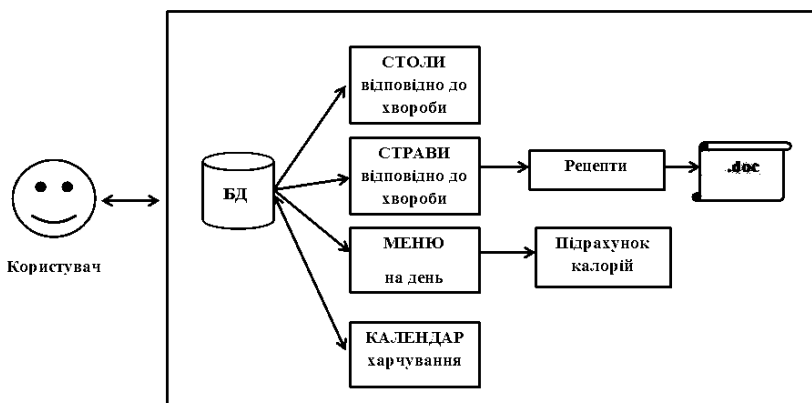 СТОЛИ
відповідно до
хвороби
СТРАВИ
відповідно до
хвороби
Рецепти
.doc
БД
Користувач
МЕНЮ
на день
Підрахунок
калорій
КАЛЕНДАР
харчування